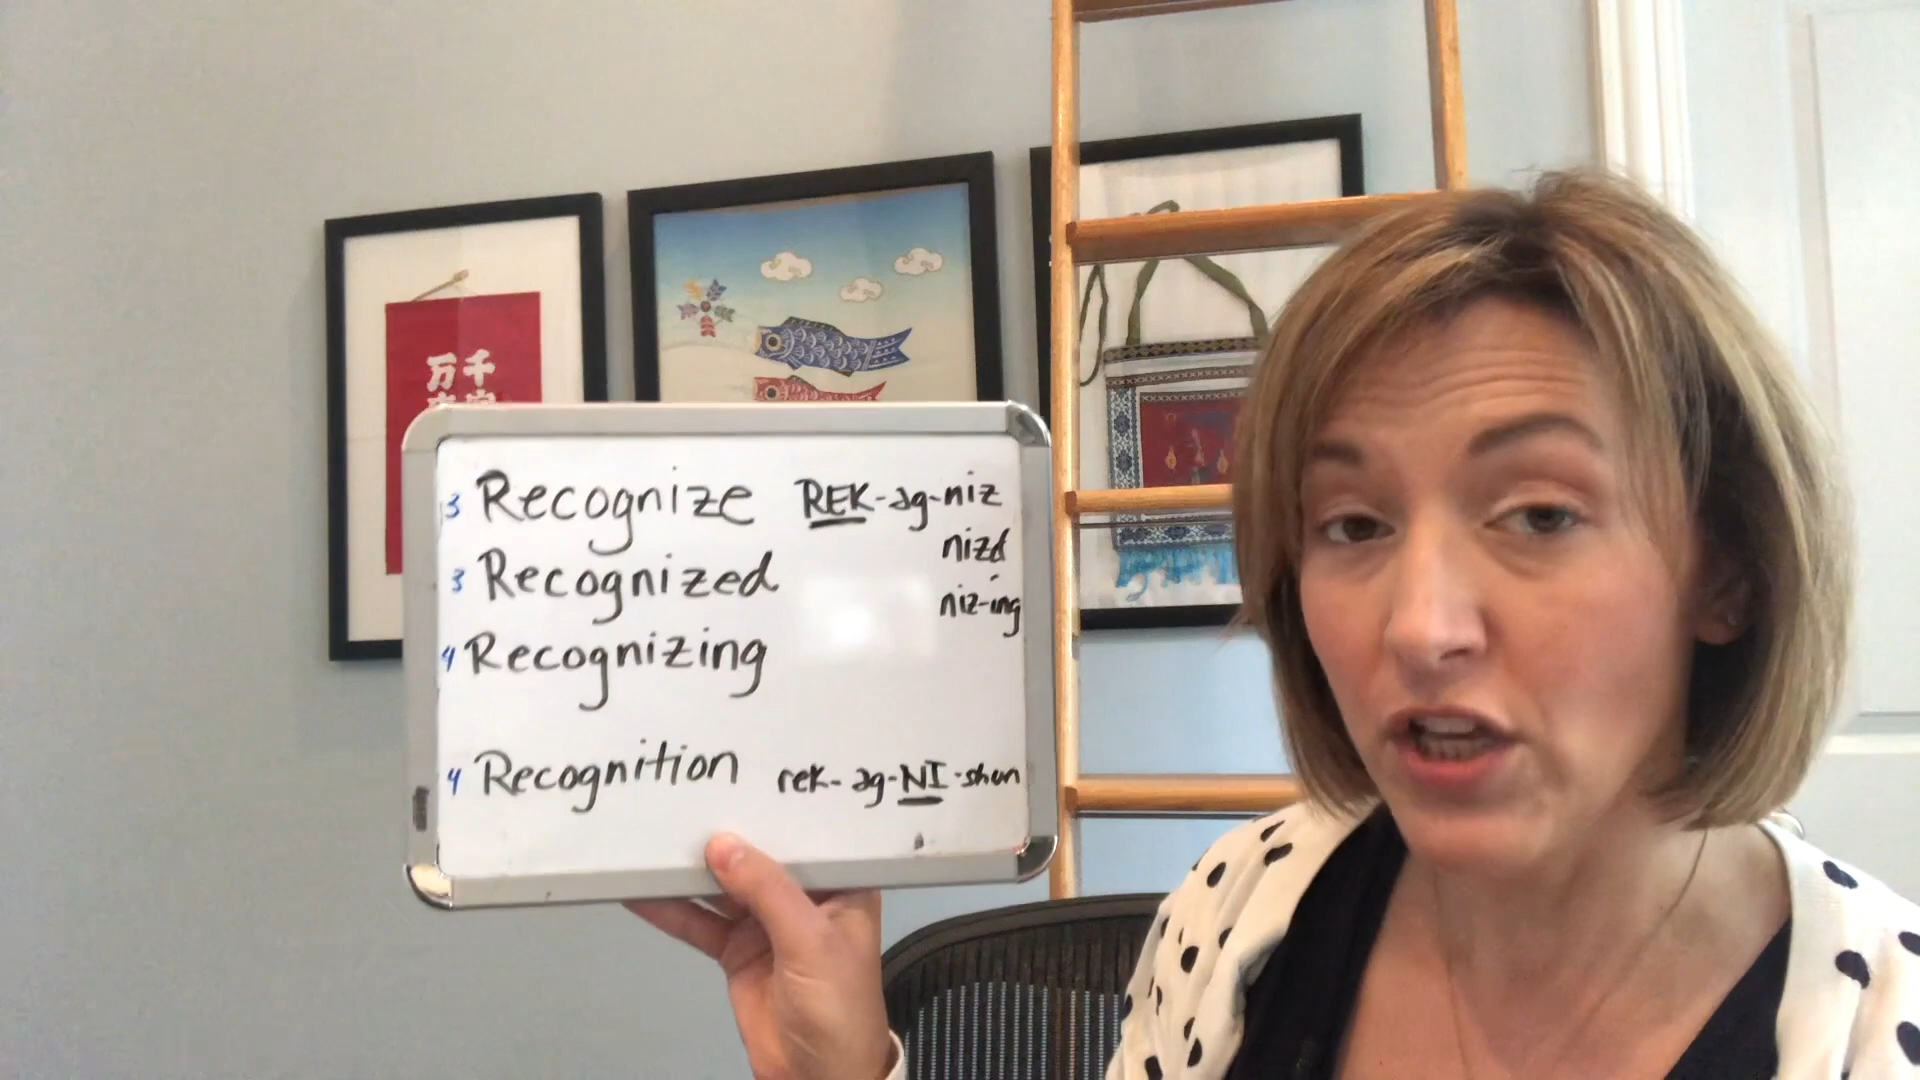 万千
3 Recognize REK-əg-niz
nizd
3 Recognized
niz-ing
4 Recognizing
4 Recognition rek-əg-NI-shun